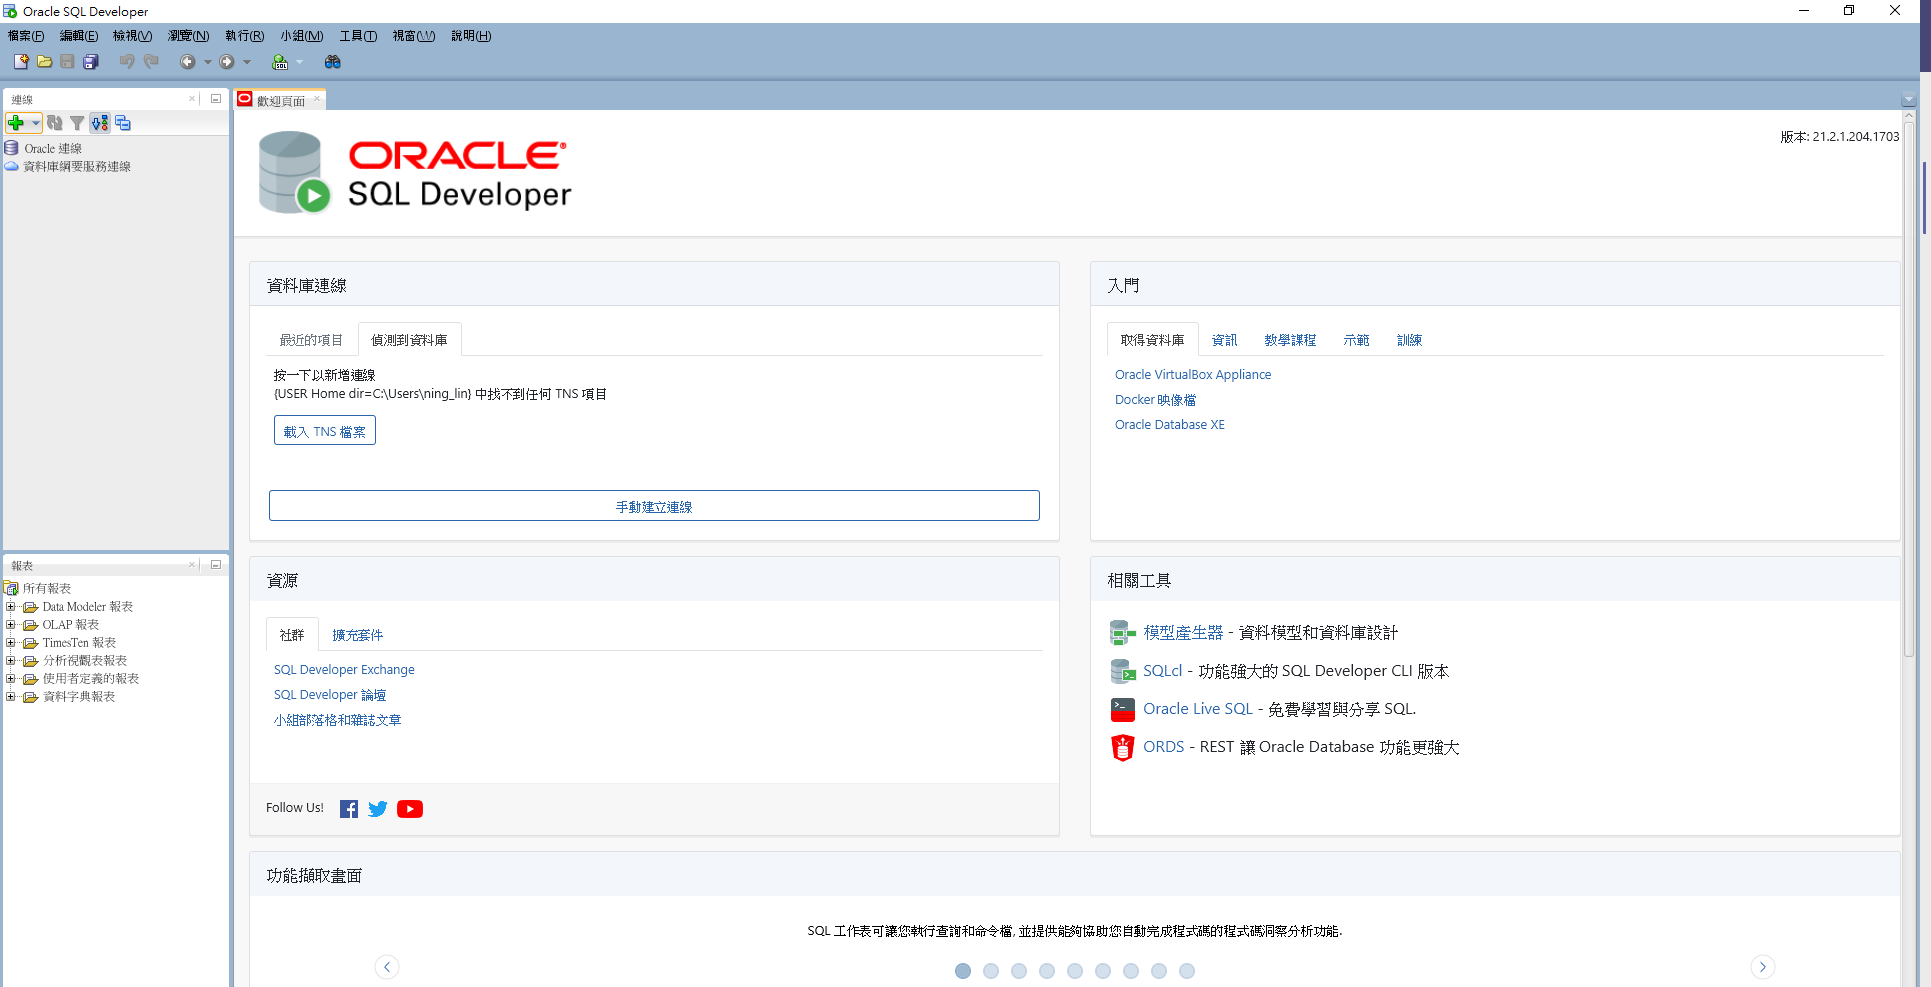 Oracle SQL Developer
檔案(F) 編輯(E) 檢視(V) 瀏覽(N) 執行(R) 小組(M) 工具(T) 視窗(W) 說明(H)
連線
Oracle 連線
資料庫綱要服務連線
歡迎頁面
ORACLE
SQL Developer
版本: 21.2.1.204.1703
資料庫連線
最近的項目 偵測到資料庫
按一下以新增連線
{USER Home dir=C:\Users\ning_lin} 中找不到任何 TNS 項目
載入 TNS 檔案
手動建立連線
入門
取得資料庫 資訊 教學課程 示範 訓練
Oracle VirtualBox Appliance
Docker 映像檔
Oracle Database XE
報表
所有報表
Data Modeler 報表
OLAP 報表
TimesTen 報表
分析視觀表報表
使用者定義的報表
資料字典報表
資源
社群 擴充套件
SQL Developer Exchange
SQL Developer 論壇
小組部落格和雜誌文章
Follow Us!
相關工具
模型產生器 - 資料模型和資料庫設計
SQLcl - 功能強大的 SQL Developer CLI 版本
Oracle Live SQL - 免費學習與分享 SQL.
ORDS - REST 讓 Oracle Database 功能更強大
功能擷取畫面
SQL 工作表可讓您執行查詢和命令檔, 並提供能夠協助您自動完成程式碼的程式碼洞察分析功能.